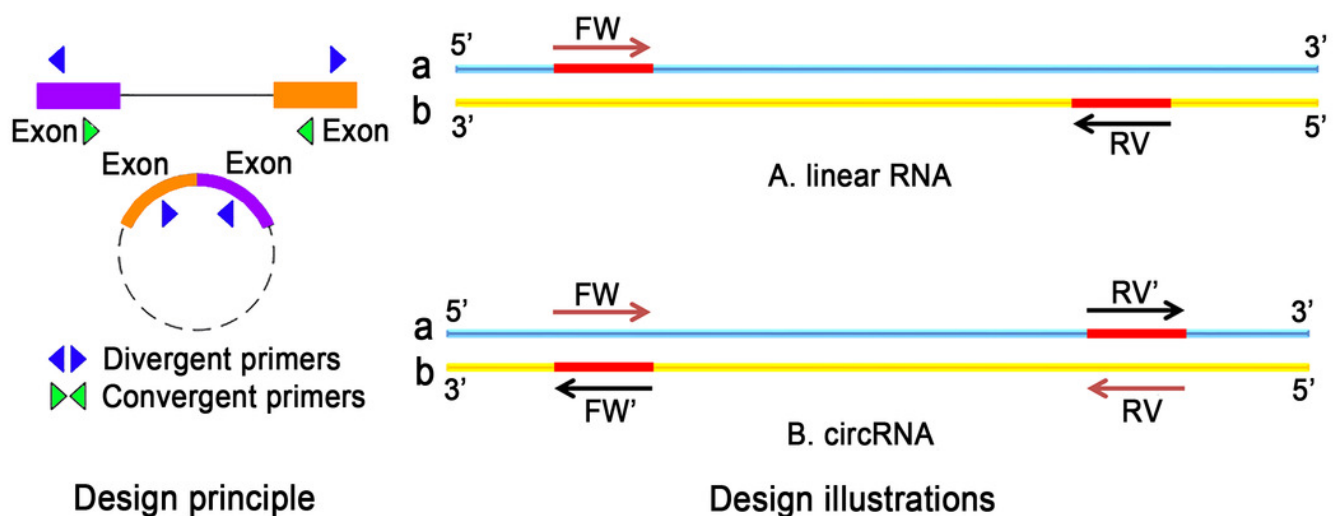 Exon Exon
Exon Exon
Divergent primers
Convergent primers
Design principle
FW
5’ 3’
a
b
3’ 5’
RV
A. linear RNA
FW RV’
5’ 3’
a
b
3’ 5’
FW’ RV
B. circRNA
Design illustrations